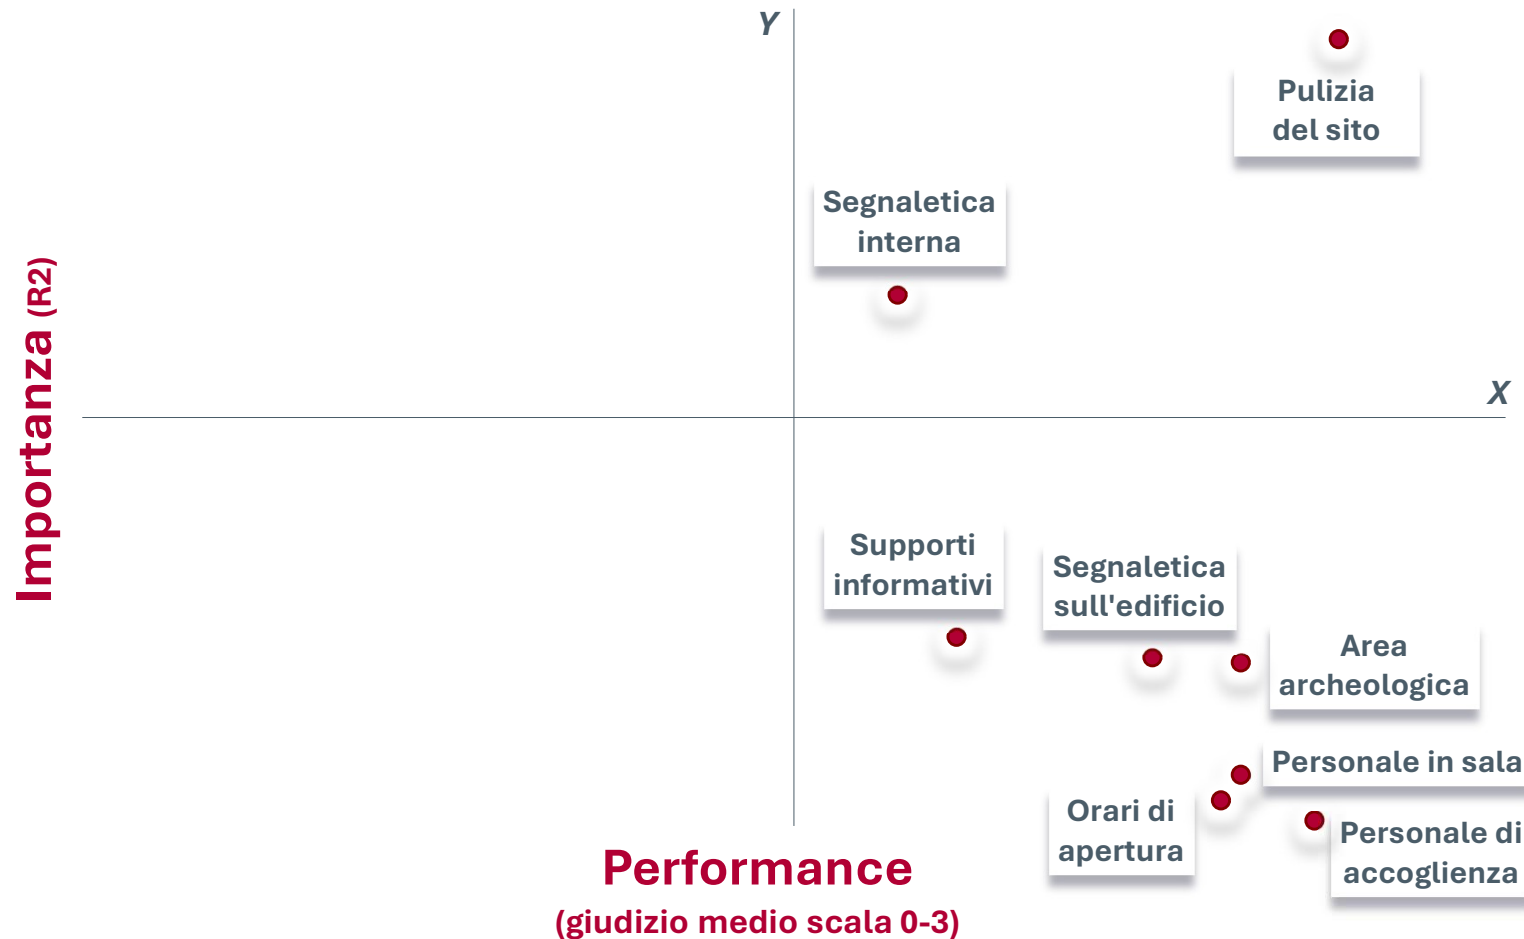 Y
Pulizia
del sito
Segnaletica
interna
X
Importanza (R2)
Supporti
informativi
Segnaletica
sull'edificio
Area
archeologica
Personale in sala
Orari di
apertura
Personale di
accoglienza
Performance
(giudizio medio scala 0-3)